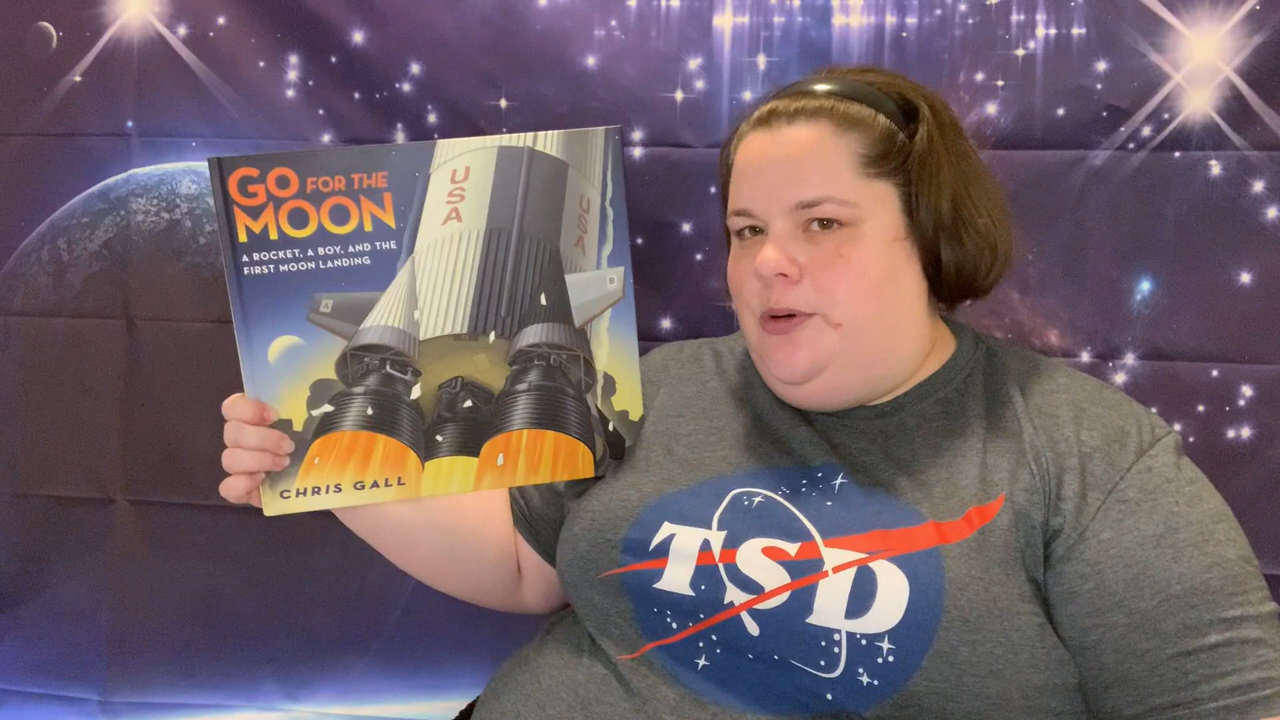 GO FOR THE
MOON
A ROCKET, A BOY, AND THE
FIRST MOON LANDING
USA
USA
A
B
CHRIS GALL
TSD